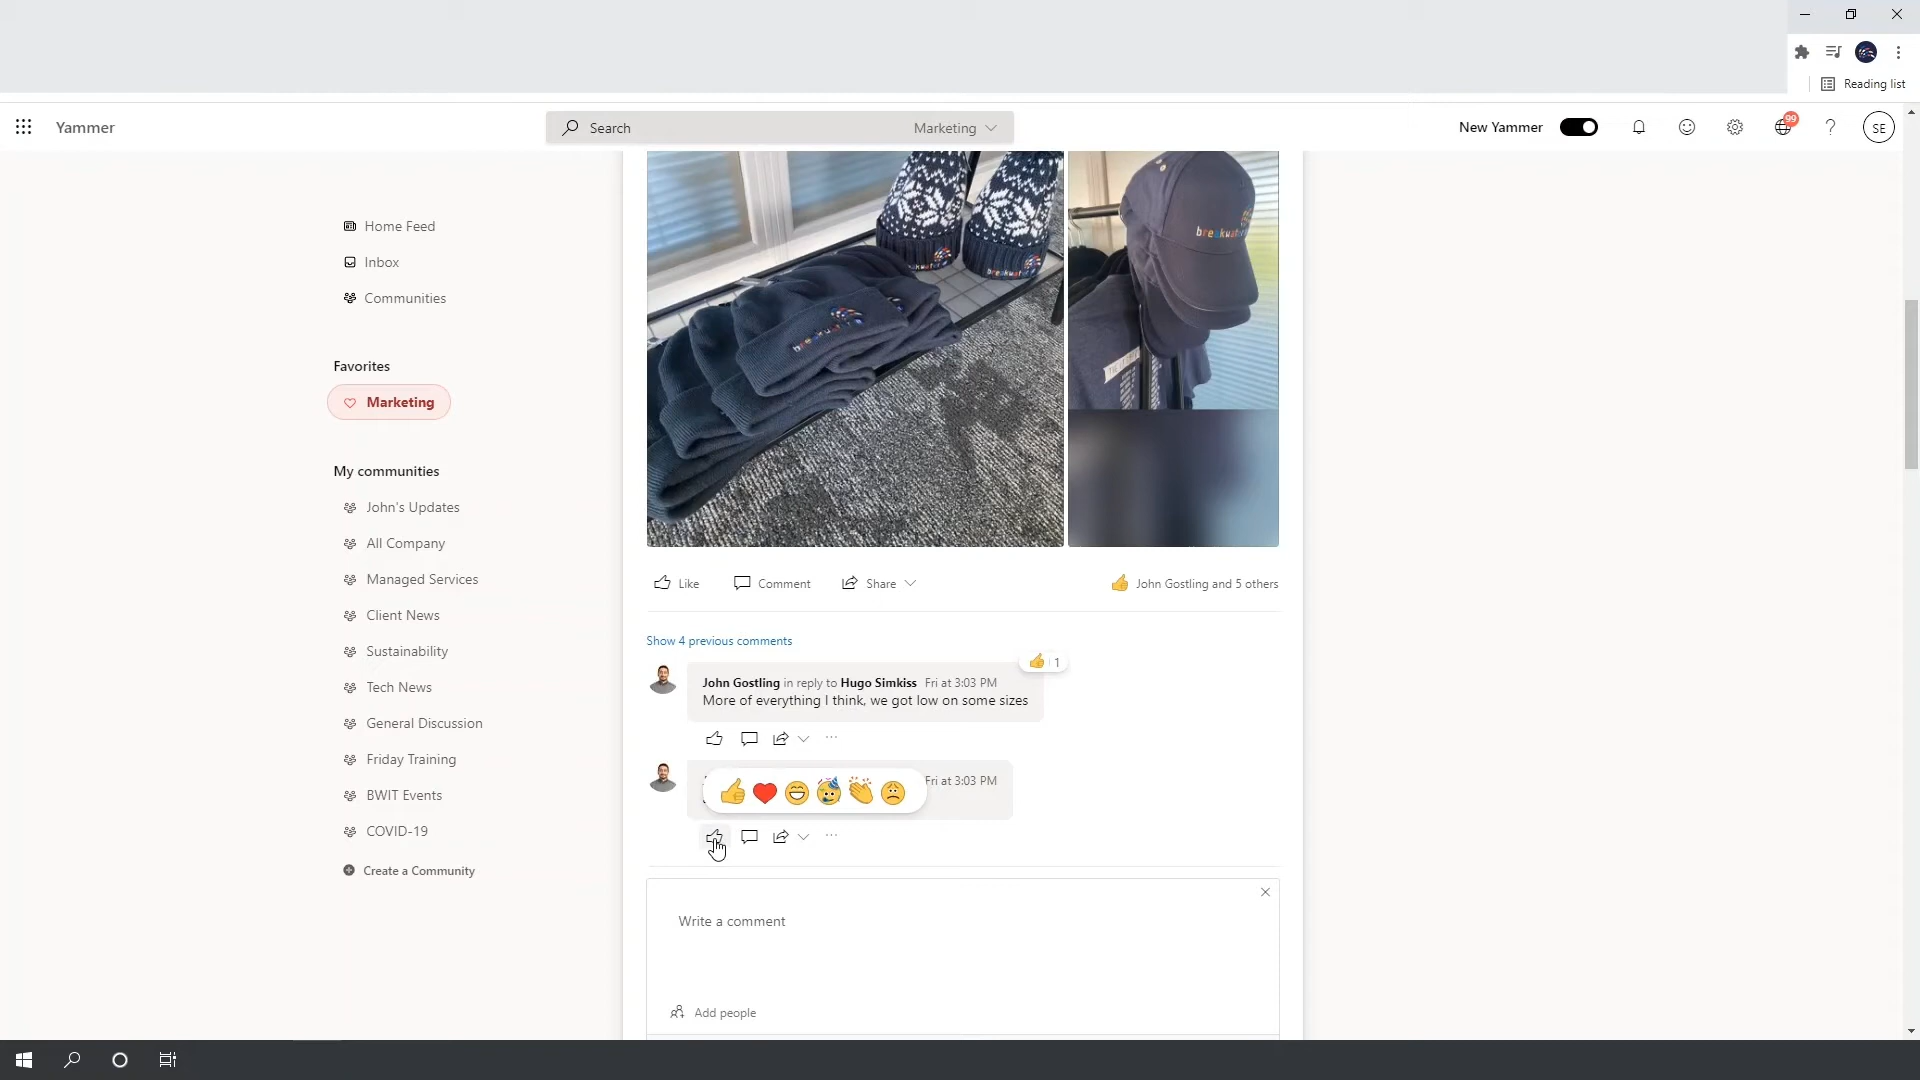 Reading list
Yammer
Search
Marketing
New Yammer
99
?
SE
Home Feed
Inbox
Communities
Favorites
Marketing
My communities
John's Updates
All Company
Managed Services
Client News
Sustainability
Tech News
General Discussion
Friday Training
BWIT Events
COVID-19
Create a Community
breakwater
Like
Comment
Share
John Gostling and 5 others
Show 4 previous comments
1
John Gostling in reply to Hugo Simkiss Fri at 3:03 PM
More of everything I think, we got low on some sizes
Fri at 3:03 PM
Write a comment
Add people